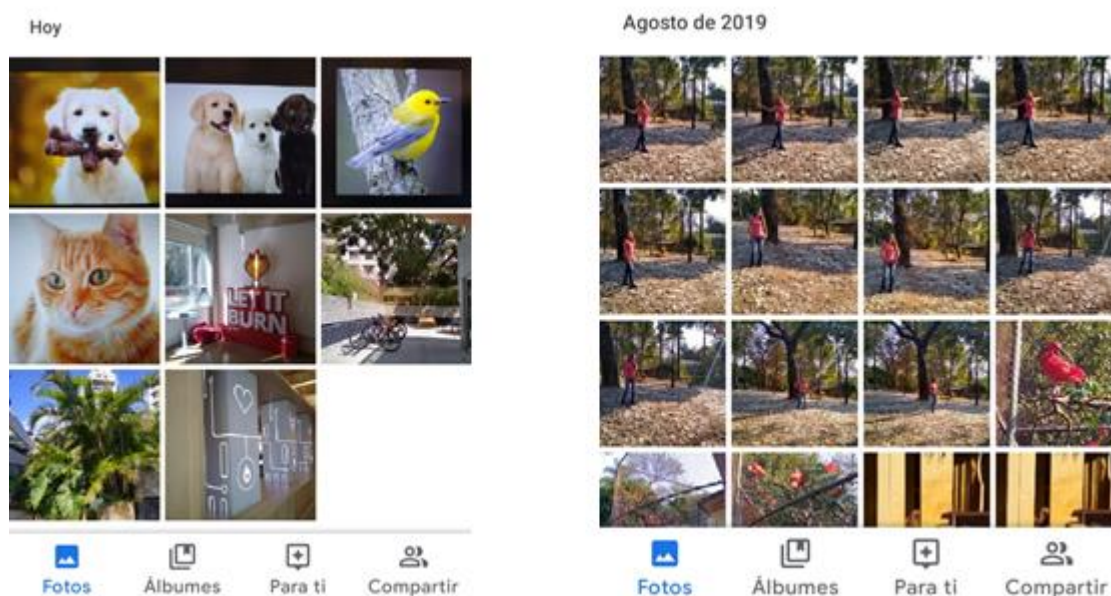 Hoy
LET IT
BURN
Fotos
Álbumes
Para ti
Compartir
Agosto de 2019
Fotos
Álbumes
Para ti
Compartir